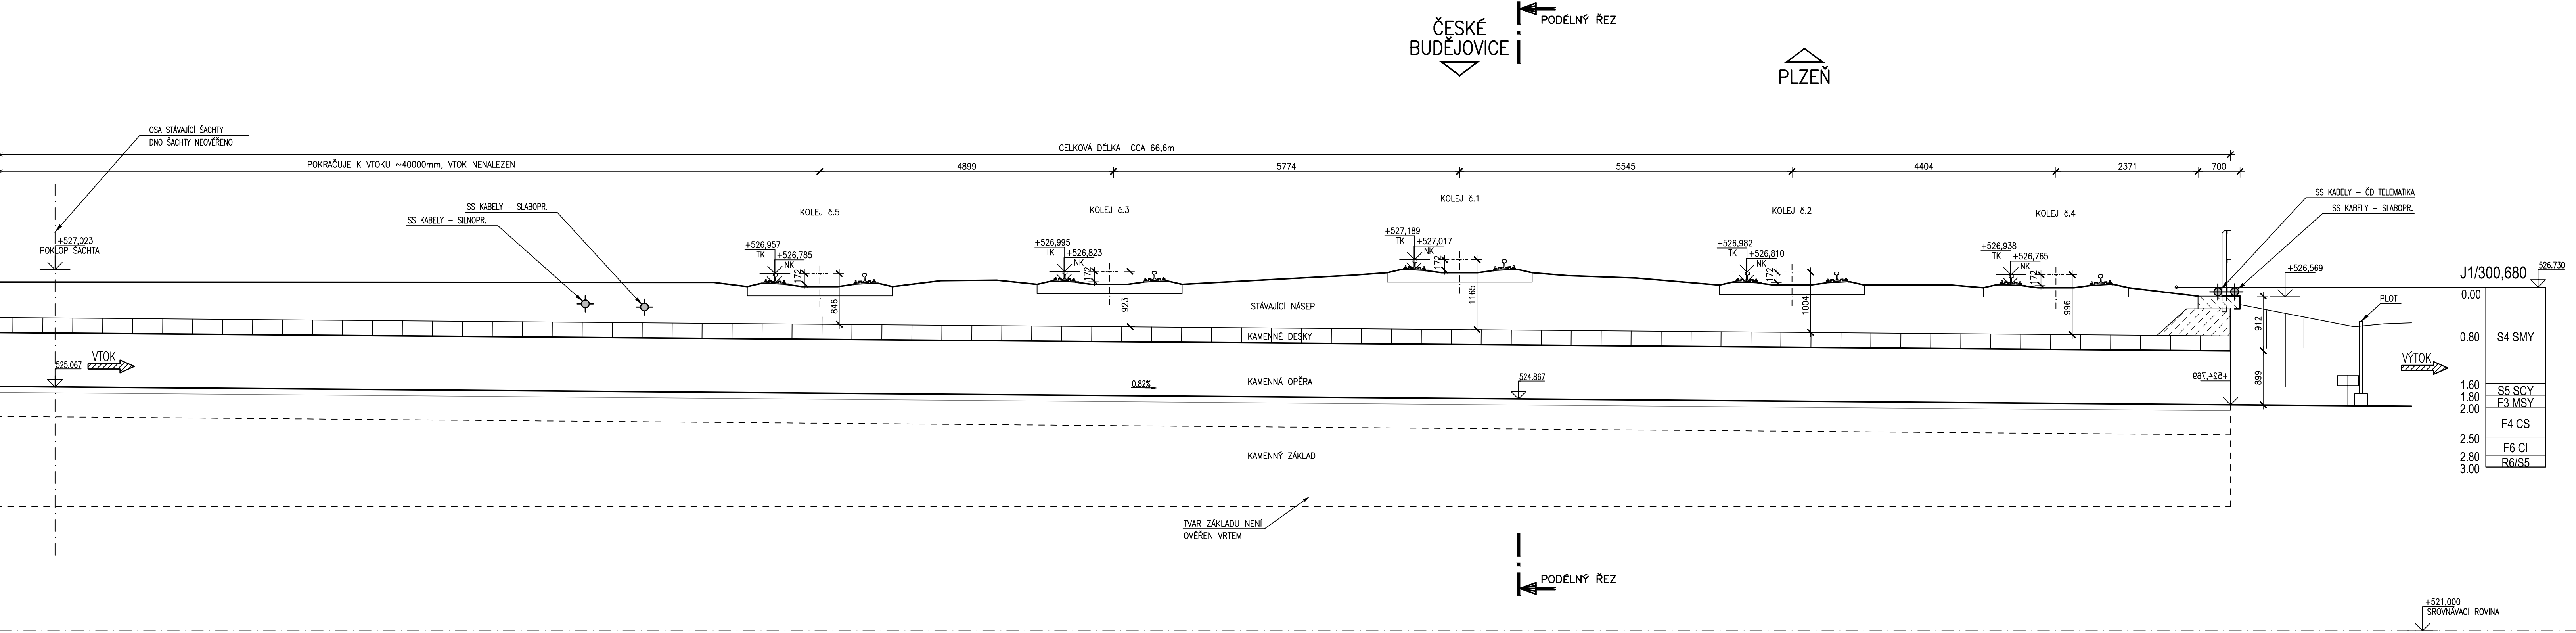 PODÉLNÝ ŘEZ
ČESKÉ
BUDĚJOVICE
PLZEŇ
OSA STÁVAJÍCÍ ŠACHTY
DNO ŠACHTY NEOVĚŘENO
CELKOVÁ DÉLKA CCA 66,6m
POKRAČUJE K VTOKU ~40000mm, VTOK NENALEZEN
4899
5774
5545
4404
2371
700
SS KABELY – ČD TELEMATIKA
SS KABELY – SLABOPR.
SS KABELY – SLABOPR.
SS KABELY – SILNOPR.
KOLEJ č.5
KOLEJ č.3
KOLEJ č.1
KOLEJ č.2
KOLEJ č.4
+527,023
POKLOP ŠACHTA
+526,957
TK
+526,785
NK
172
846
+526,995
TK
+526,823
NK
172
923
+527,189
TK
+527,017
NK
172
1165
+526,982
TK
+526,810
NK
172
1004
+526,938
TK
+526,765
NK
172
996
+526,569
J1/300,680
526.730
PLOT
STÁVAJÍCÍ NÁSEP
KAMENNÉ DESKY
912
899
0.00
0.80
S4 SMY
1.60
S5 SCY
1.80
F3 MSY
2.00
F4 CS
2.50
F6 CI
2.80
R6/S5
3.00
VTOK
525.067
0.82%
KAMENNÁ OPĚRA
524.867
+524,769
VÝTOK
KAMENNÝ ZÁKLAD
TVAR ZÁKLADU NENÍ
OVĚŘEN VRTEM
PODÉLNÝ ŘEZ
+521,000
SROVNÁVACÍ ROVINA